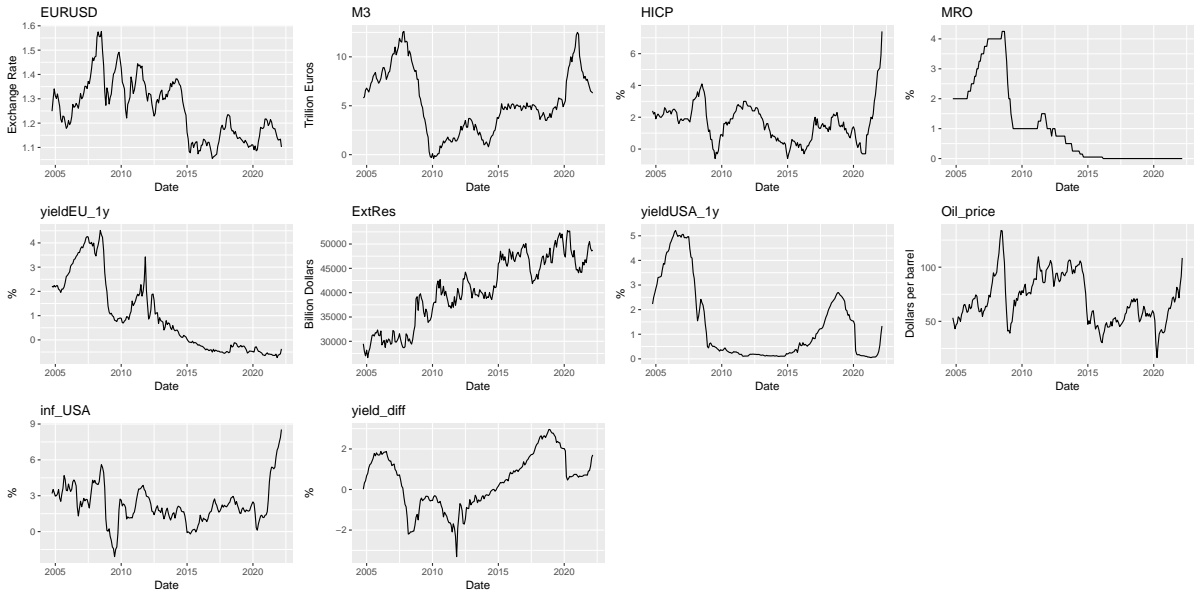 EURUSD
Exchange Rate
1.6
1.5
1.4
1.3
1.2
1.1
2005 2010 2015 2020
Date
M3
Trillion Euros
10
5
0
2005 2010 2015 2020
Date
HICP
%
6
4
2
0
2005 2010 2015 2020
Date
MRO
%
4
3
2
1
0
2005 2010 2015 2020
Date
yieldEU_1y
%
4
3
2
1
0
2005 2010 2015 2020
Date
ExtRes
Billion Dollars
50000
45000
40000
35000
30000
2005 2010 2015 2020
Date
yieldUSA_1y
%
5
4
3
2
1
0
2005 2010 2015 2020
Date
Oil_price
Dollars per barrel
100
50
2005 2010 2015 2020
Date
inf_USA
%
9
6
3
0
2005 2010 2015 2020
Date
yield_diff
%
2
0
−2
2005 2010 2015 2020
Date